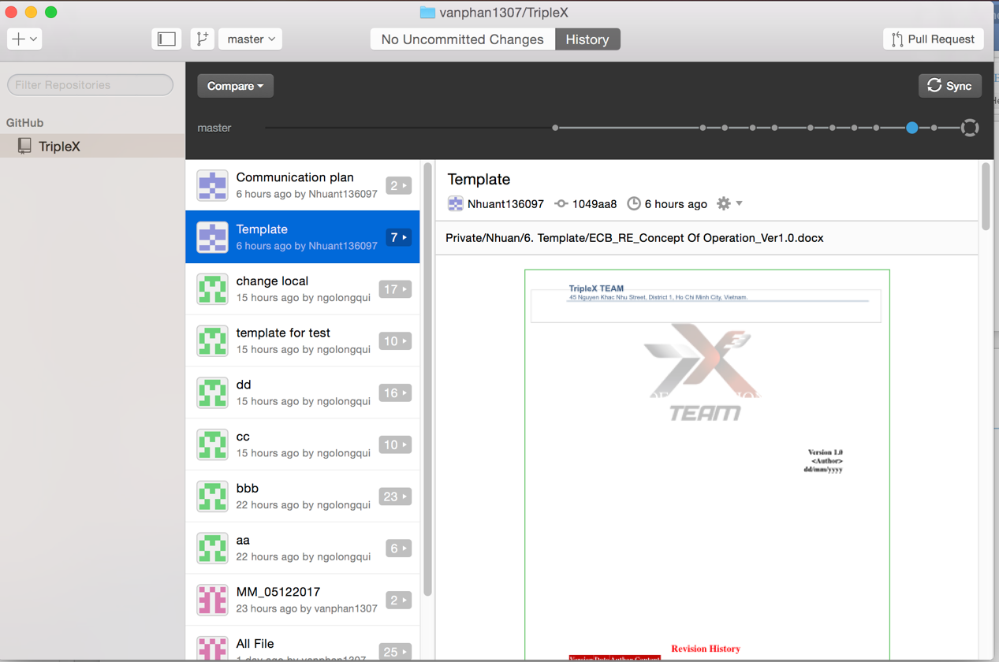 vanphan1307/TripleX
master
No Uncommitted Changes
History
Pull Request
Filter Repositories
GitHub
TripleX
Compare
Sync
master
Communication plan
6 hours ago by Nhuant136097
2
Template
6 hours ago by Nhuant136097
7
change local
15 hours ago by ngolongqui
17
template for test
15 hours ago by ngolongqui
10
dd
15 hours ago by ngolongqui
16
cc
15 hours ago by ngolongqui
10
bbb
22 hours ago by ngolongqui
23
aa
22 hours ago by ngolongqui
6
MM_05122017
23 hours ago by vanphan1307
2
All File
1 day ago by vanphan1307
25
Template
Nhuant136097
1049aa8
6 hours ago
Private/Nhuan/6. Template/ECB_RE_Concept Of Operation_Ver1.0.docx
TripleX TEAM
45 Nguyen Khac Nhu Street, District 1, Ho Chi Minh City, Vietnam.
TEAM
Version 1.0
<Author>
dd/mm/yyyy
Revision History